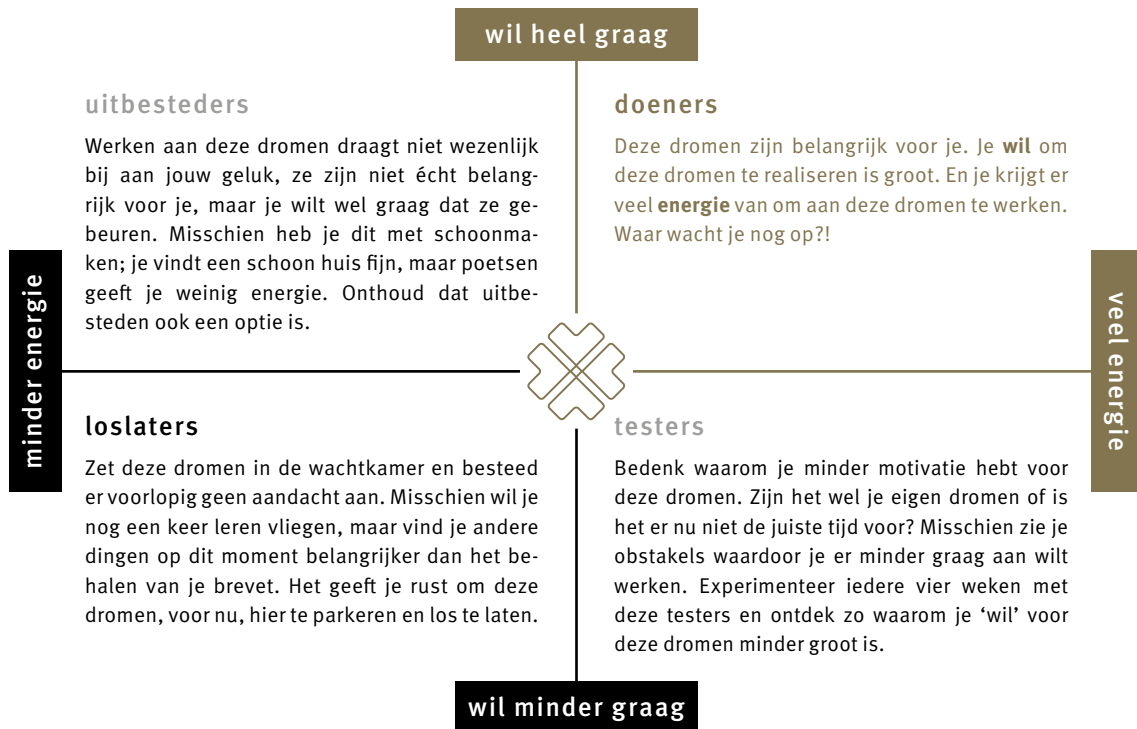 wil heel graag
uitbesteders
Werken aan deze dromen draagt niet wezenlijk
bij aan jouw geluk, ze zijn niet écht belang-
rijk voor je, maar je wilt wel graag dat ze ge-
beuren. Misschien heb je dit met schoonma-
ken; je vindt een schoon huis fijn, maar poetsen
geeft je weinig energie. Onthoud dat uitbe-
steden ook een optie is.
doeners
Deze dromen zijn belangrijk voor je. Je wil om
deze dromen te realiseren is groot. En je krijgt er
veel energie van om aan deze dromen te werken.
Waar wacht je nog op?!
minder energie
veel energie
loslaters
Zet deze dromen in de wachtkamer en besteed
er voorlopig geen aandacht aan. Misschien wil je
nog een keer leren vliegen, maar vind je andere
dingen op dit moment belangrijker dan het be-
halen van je brevet. Het geeft je rust om deze
dromen, voor nu, hier te parkeren en los te laten.
testers
Bedenk waarom je minder motivatie hebt voor
deze dromen. Zijn het wel je eigen dromen of is
het er nu niet de juiste tijd voor? Misschien zie je
obstakels waardoor je er minder graag aan wilt
werken. Experimenteer iedere vier weken met
deze testers en ontdek zo waarom je ‘wil’ voor
deze dromen minder groot is.
wil minder graag